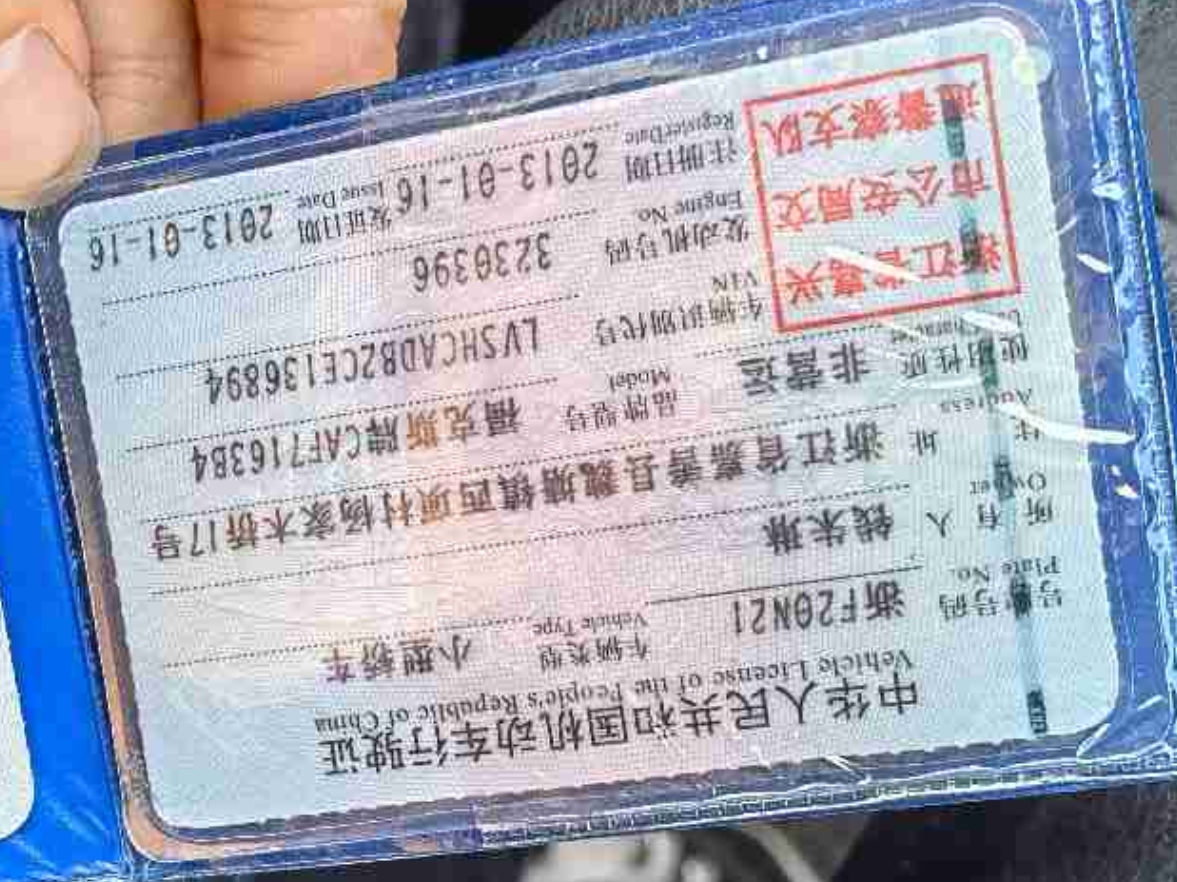 中华人民共和国机动车行驶证
Vehicle License of the People's Republic of China
号牌号码 浙F20N21 车辆类型 小型轿车
Plate No. Vehicle Type
所有人 钱朱琳
Owner
住址 浙江省嘉善县魏塘镇西项村杨家木桥17号
Address
使用性质 非营运 品牌型号 福克斯牌CAF7163B4
Use Character Model
浙江省嘉兴
市公安局交
通警察支队
车辆识别代号 LVSHCADB2CE136894
VIN
发动机号码 3230396
Engine No.
注册日期 2013-01-16 发证日期 2013-01-16
Register Date Issue Date